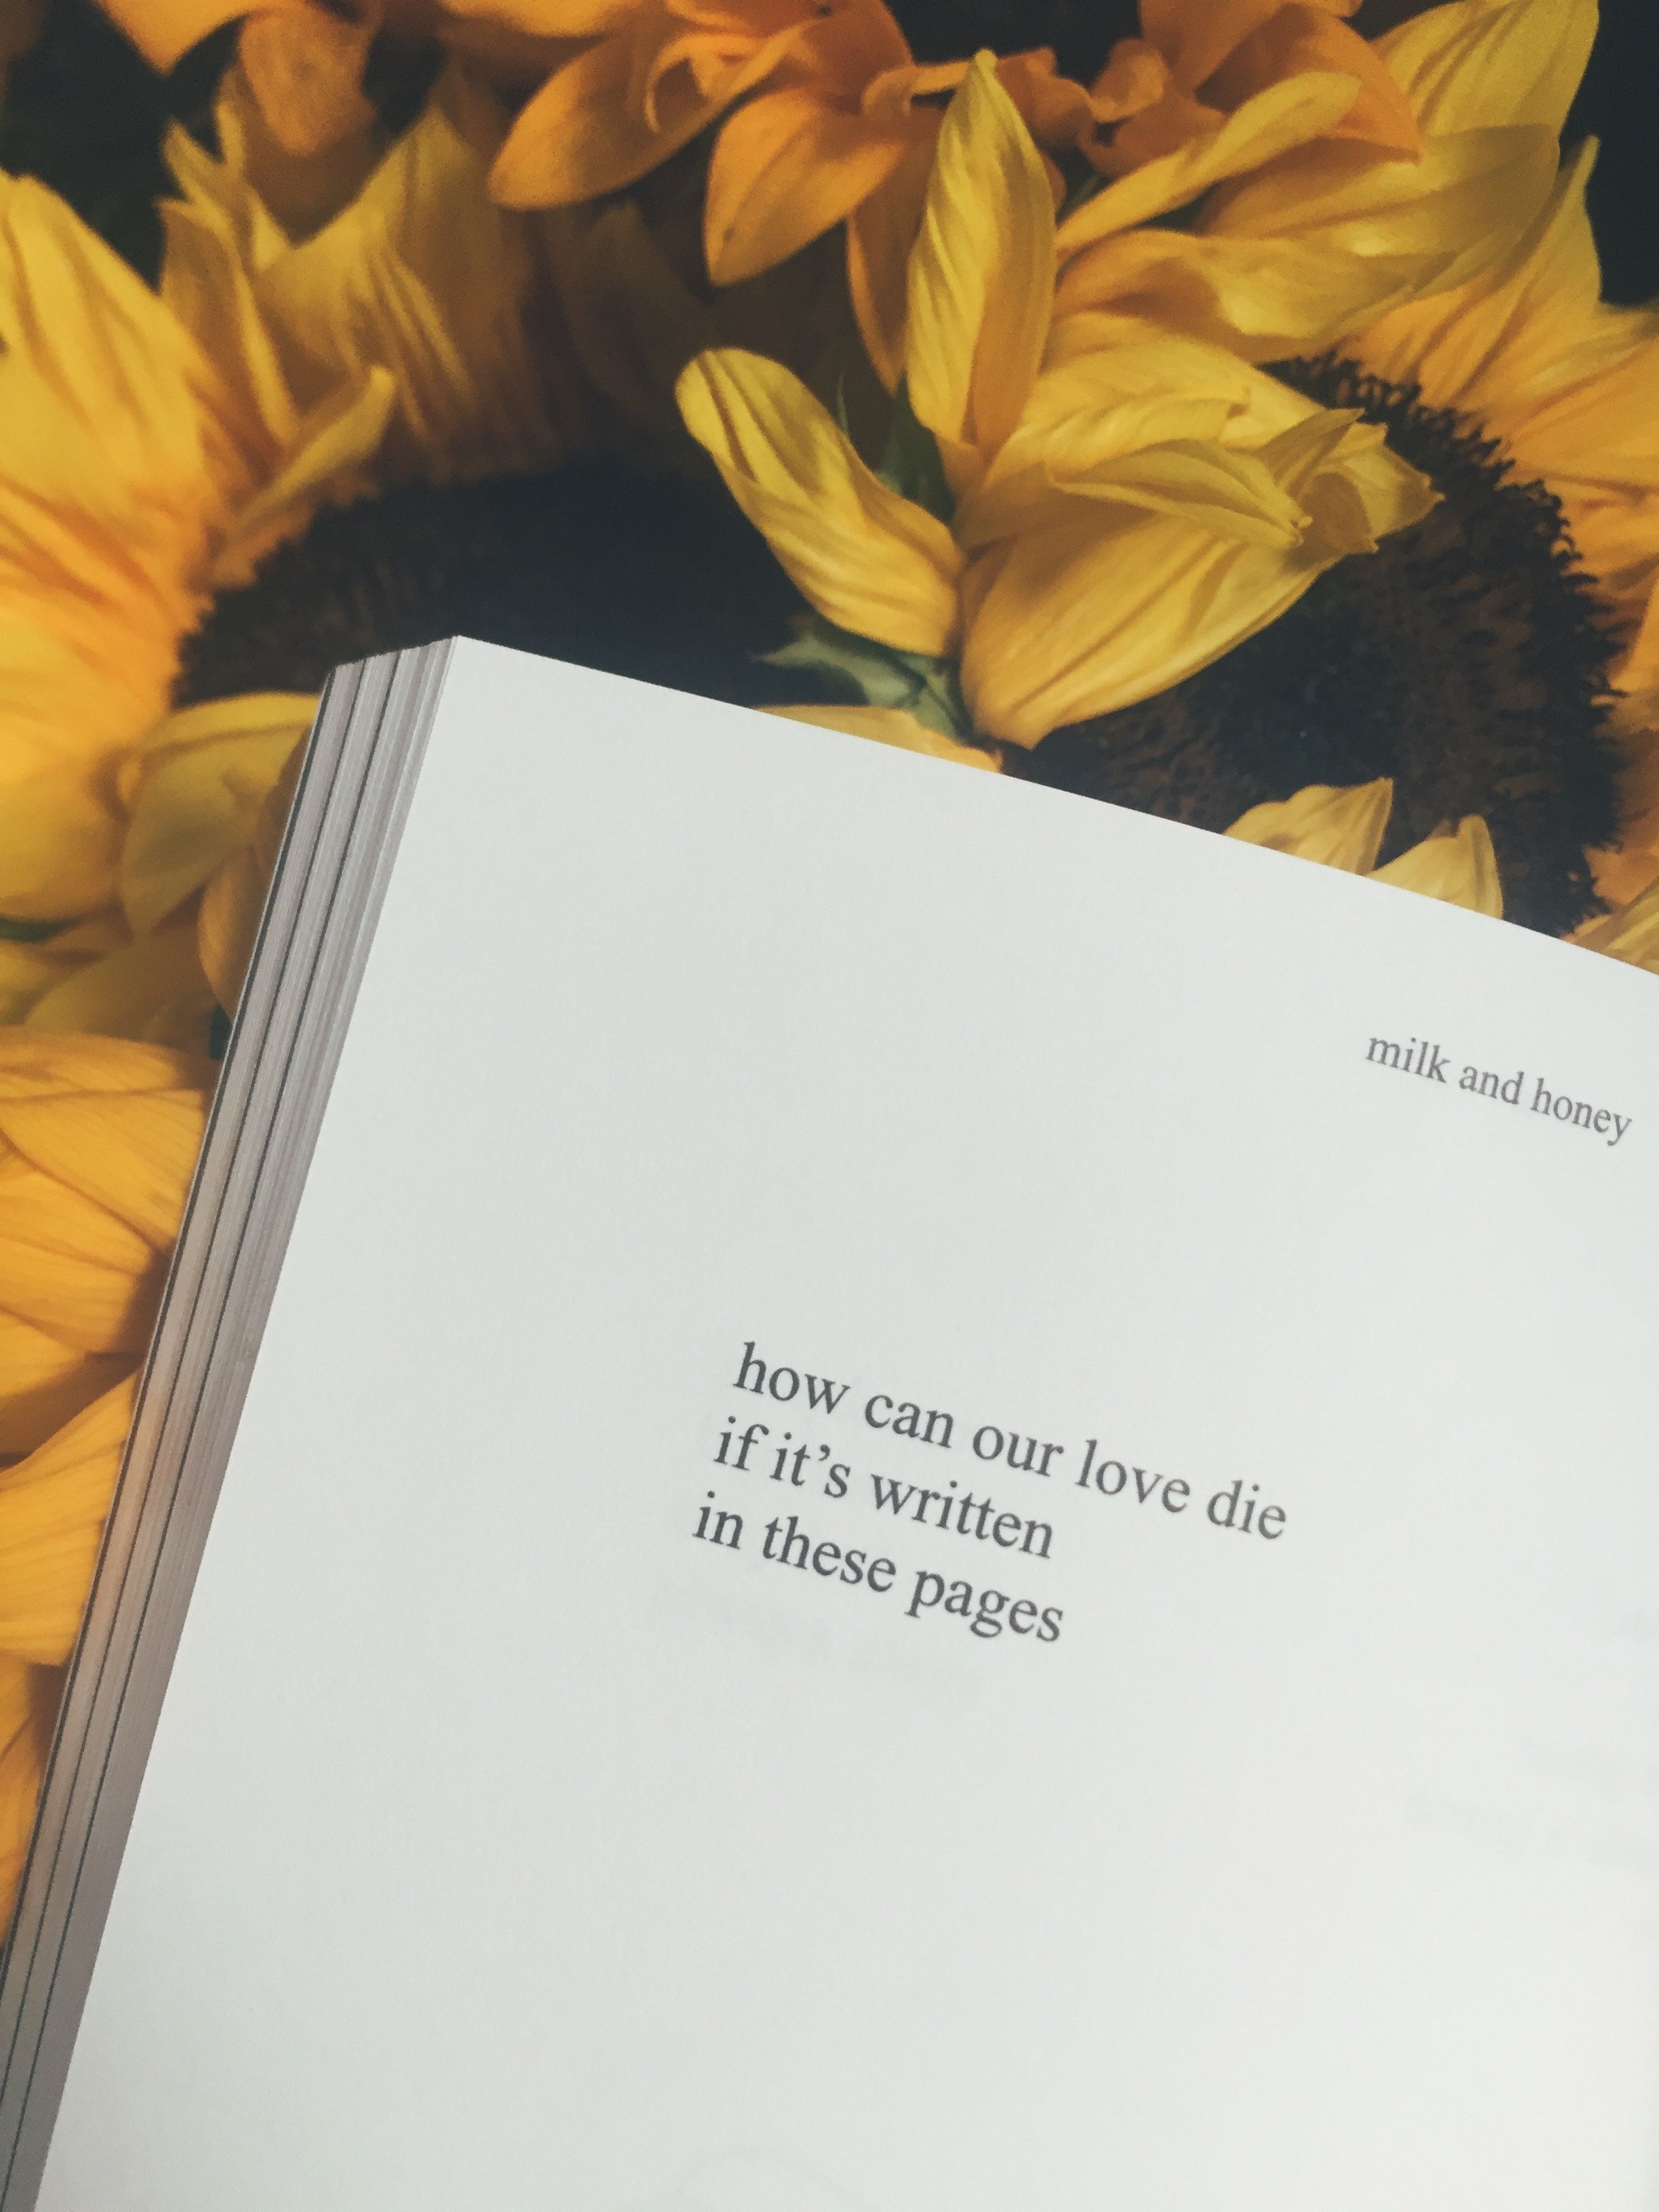 milk and honey
how can our love die
if it’s written
in these pages